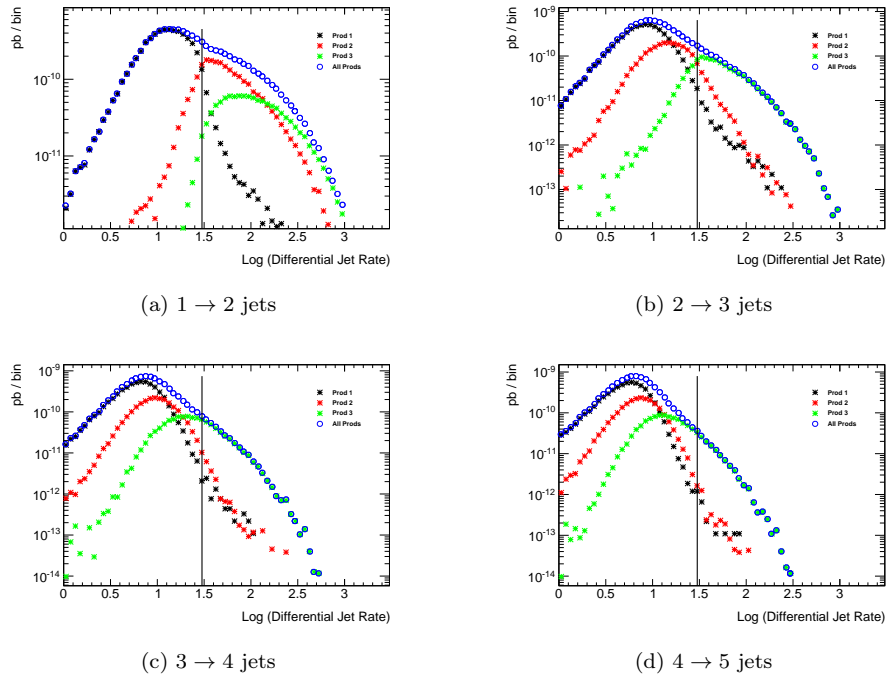 pb / bin
Prod 1
Prod 2
Prod 3
All Prods
10⁻¹⁰
10⁻¹¹
0 0.5 1 1.5 2 2.5 3
Log (Differential Jet Rate)
(a) 1 → 2 jets
pb / bin
10⁻⁹
Prod 1
Prod 2
Prod 3
All Prods
10⁻¹⁰
10⁻¹¹
10⁻¹²
10⁻¹³
0 0.5 1 1.5 2 2.5 3
Log (Differential Jet Rate)
(b) 2 → 3 jets
pb / bin
10⁻⁹
Prod 1
Prod 2
Prod 3
All Prods
10⁻¹⁰
10⁻¹¹
10⁻¹²
10⁻¹³
10⁻¹⁴
0 0.5 1 1.5 2 2.5 3
Log (Differential Jet Rate)
(c) 3 → 4 jets
pb / bin
10⁻⁹
Prod 1
Prod 2
Prod 3
All Prods
10⁻¹⁰
10⁻¹¹
10⁻¹²
10⁻¹³
10⁻¹⁴
0 0.5 1 1.5 2 2.5 3
Log (Differential Jet Rate)
(d) 4 → 5 jets